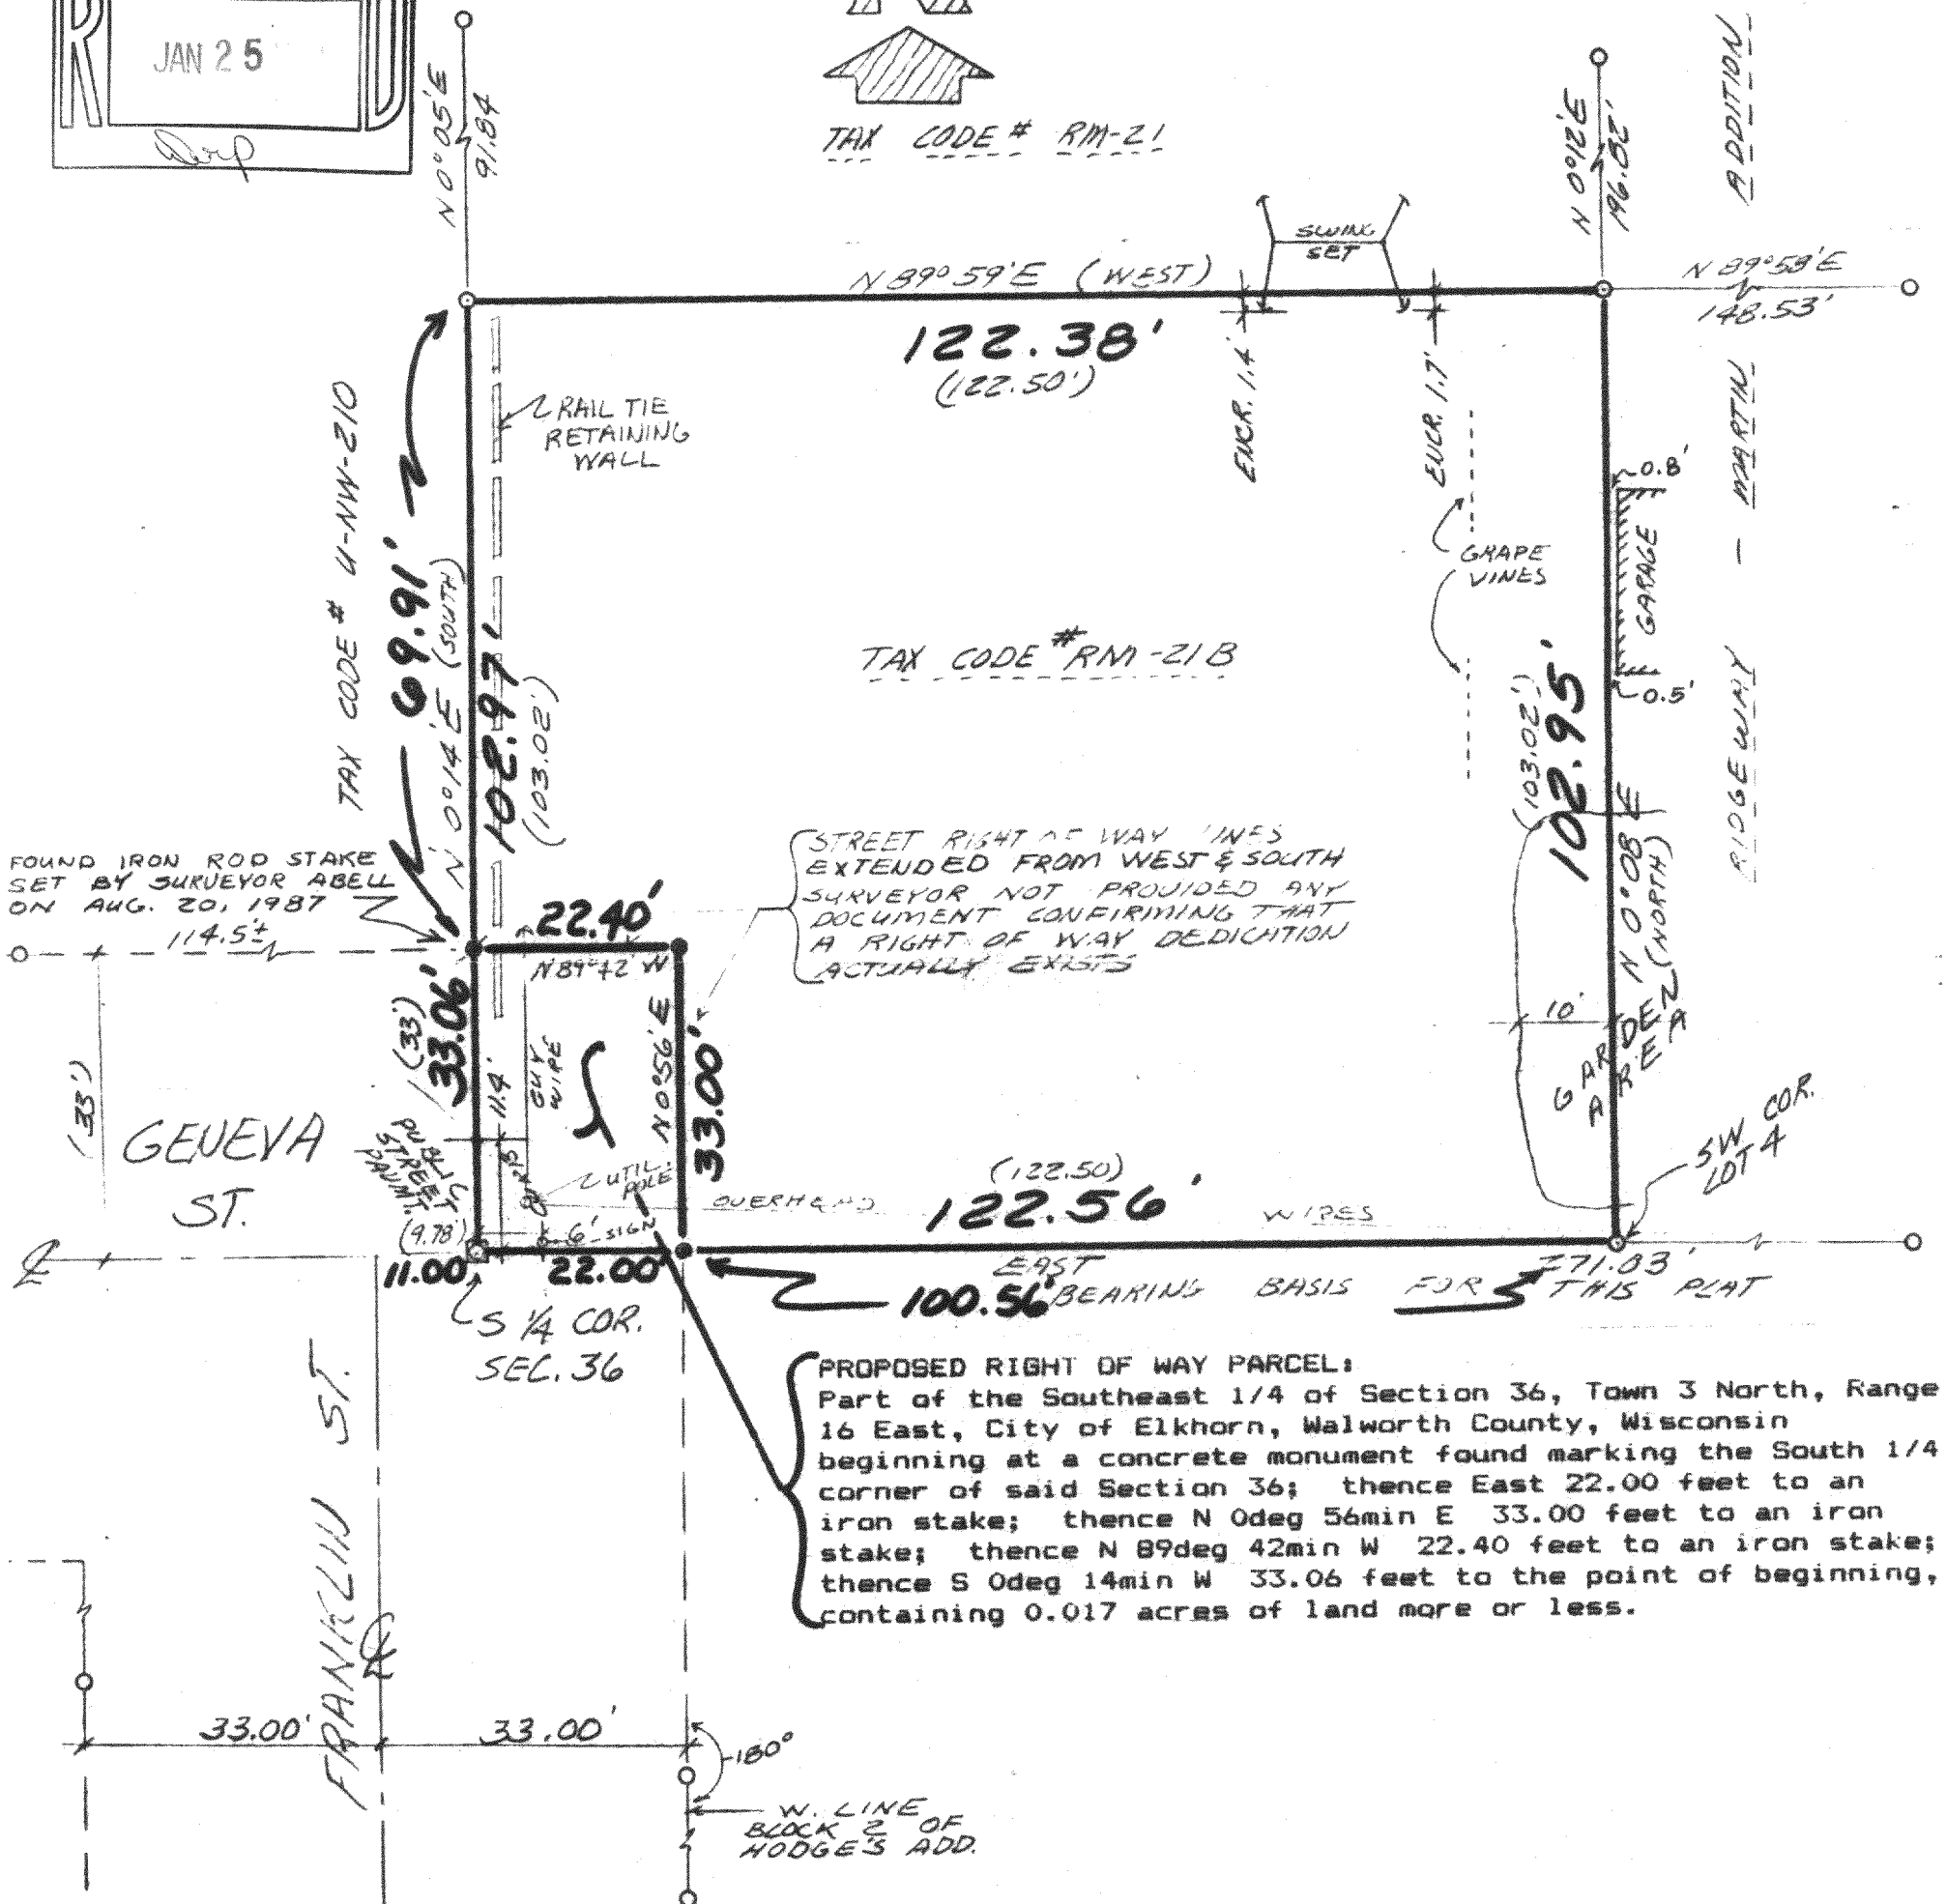 JAN 25
TAX CODE # RM-21
N 0°05'E
91.84
N 0°12'E
196.82'
ADDITION
SWING
SET
N 89°59'E (WEST)
122.38'
(122.50')
N 89°58'E
148.53'
ENCR. 1.4'
ENCR. 1.7'
RAIL TIE
RETAINING
WALL
TAX CODE # U-NW-210
69.91'
N 0°14'E (SOUTH)
102.97'
(103.02')
GRAPE
VINES
0.8'
GARAGE
0.5'
RIDGEWAY - MARTIN
TAX CODE # RM-21B
(103.02')
102.95'
N 0°08'E
(NORTH)
FOUND IRON ROD STAKE
SET BY SURVEYOR ABELL
ON AUG. 20, 1987
114.5±
STREET RIGHT OF WAY LINES
EXTENDED FROM WEST & SOUTH
SURVEYOR NOT PROVIDED ANY
DOCUMENT CONFIRMING THAT
A RIGHT OF WAY DEDICATION
ACTUALLY EXISTS
22.40'
N 89°42' W
(33')
(33')
33.06'
11.4'
GUY
WIRE
N 0°56' E
33.00'
10'
GARDEN
AREA
GENEVA
ST.
PUBLIC
STREET
PAVM'T.
UTIL.
POLE
OVERHEAD
WIRES
(9.78')
6'
SIGN
(122.50)
122.56'
SW COR.
LOT 4
11.00
22.00'
EAST
271.03'
100.56'
BEARING BASIS FOR THIS PLAT
S 1/4 COR.
SEC. 36
PROPOSED RIGHT OF WAY PARCEL:
Part of the Southeast 1/4 of Section 36, Town 3 North, Range
16 East, City of Elkhorn, Walworth County, Wisconsin
beginning at a concrete monument found marking the South 1/4
corner of said Section 36; thence East 22.00 feet to an
iron stake; thence N 0deg 56min E 33.00 feet to an iron
stake; thence N 89deg 42min W 22.40 feet to an iron stake;
thence S 0deg 14min W 33.06 feet to the point of beginning,
containing 0.017 acres of land more or less.
FRANKLIN ST.
33.00'
33.00'
180°
W. LINE
BLOCK 2 OF
HODGE'S ADD.